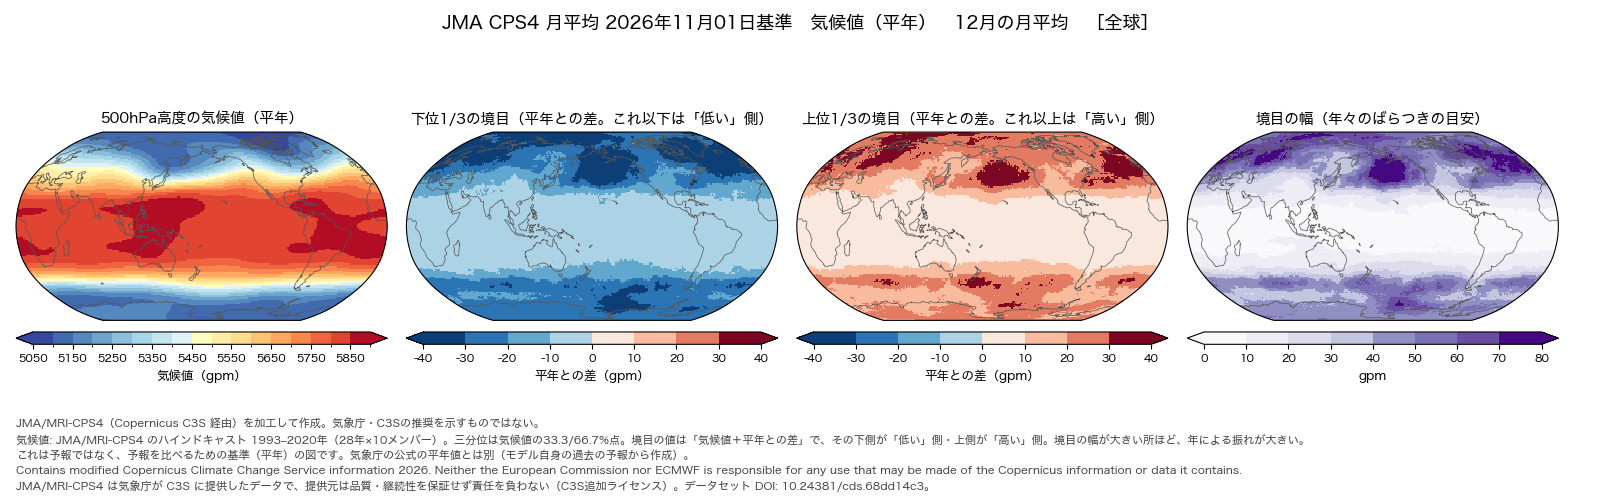 JMA CPS4 月平均 2026年11月01日基準　気候値（平年）　12月の月平均　［全球］
500hPa高度の気候値（平年）
下位1/3の境目（平年との差。これ以下は「低い」側）
上位1/3の境目（平年との差。これ以上は「高い」側）
境目の幅（年々のばらつきの目安）
5050 5150 5250 5350 5450 5550 5650 5750 5850
気候値（gpm）
-40 -30 -20 -10 0 10 20 30 40
平年との差（gpm）
-40 -30 -20 -10 0 10 20 30 40
平年との差（gpm）
0 10 20 30 40 50 60 70 80
gpm
JMA/MRI-CPS4（Copernicus C3S 経由）を加工して作成。気象庁・C3Sの推奨を示すものではない。
気候値: JMA/MRI-CPS4 のハインドキャスト 1993–2020年（28年×10メンバー）。三分位は気候値の33.3/66.7%点。境目の値は「気候値＋平年との差」で、その下側が「低い」側・上側が「高い」側。境目の幅が大きい所ほど、年による振れが大きい。
これは予報ではなく、予報を比べるための基準（平年）の図です。気象庁の公式の平年値とは別（モデル自身の過去の予報から作成）。
Contains modified Copernicus Climate Change Service information 2026. Neither the European Commission nor ECMWF is responsible for any use that may be made of the Copernicus information or data it contains.
JMA/MRI-CPS4 は気象庁が C3S に提供したデータで、提供元は品質・継続性を保証せず責任を負わない（C3S追加ライセンス）。データセット DOI: 10.24381/cds.68dd14c3。